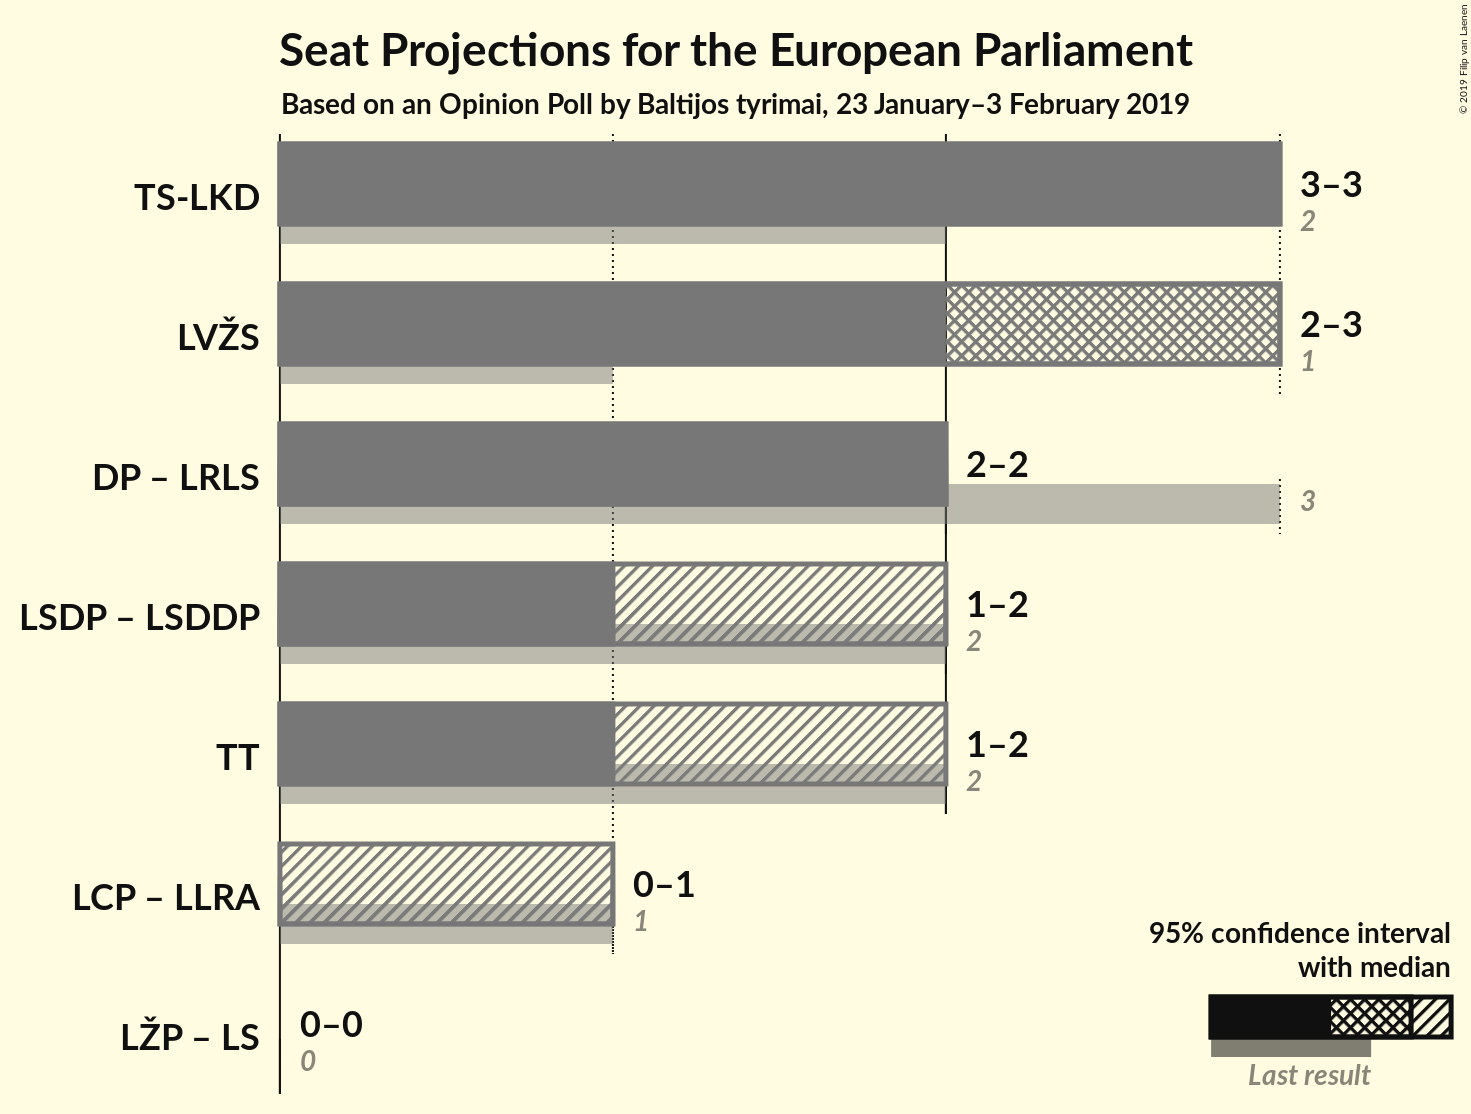 Seat Projections for the European Parliament
Based on an Opinion Poll by Baltijos tyrimai, 23 January–3 February 2019
© 2019 Filip van Laenen
TS-LKD
3–3
2
LVŽS
2–3
1
DP – LRLS
2–2
3
LSDP – LSDDP
1–2
2
TT
1–2
2
LCP – LLRA
0–1
1
LŽP – LS
0–0
0
95% confidence interval
with median
Last result